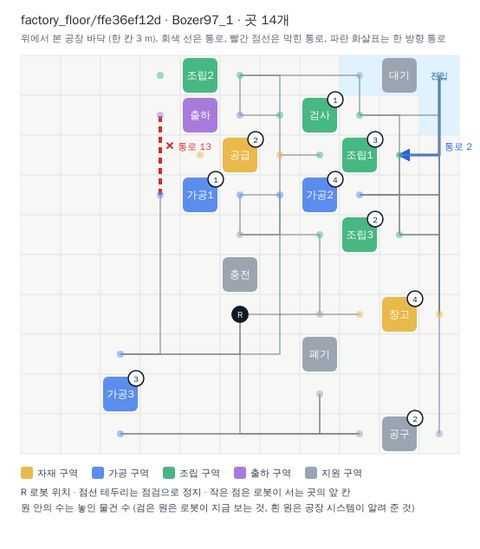 factory_floor/ffe36ef12d · Bozer97_1 · 곳 14개
위에서 본 공장 바닥 (한 칸 3 m). 회색 선은 통로, 빨간 점선은 막힌 통로, 파란 화살표는 한 방향 통로
조립2
대기
진입
출하
검사
1
× 통로 13
공급
2
조립1
3
통로 2
가공1
1
가공2
4
조립3
2
충전
R
창고
4
폐기
가공3
3
공구
2
자재 구역
가공 구역
조립 구역
출하 구역
지원 구역
R 로봇 위치 · 점선 테두리는 점검으로 정지 · 작은 점은 로봇이 서는 곳의 앞 칸
원 안의 수는 놓인 물건 수 (검은 원은 로봇이 지금 보는 것, 흰 원은 공장 시스템이 알려 준 것)